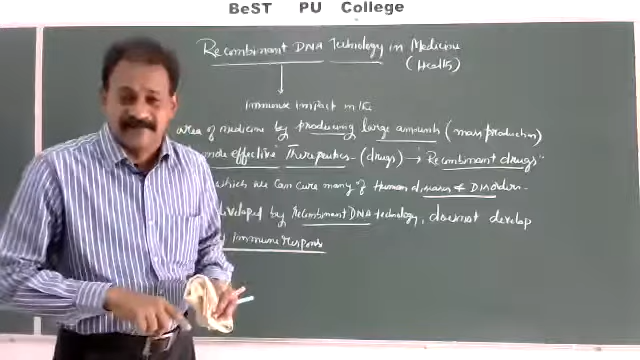 BeST PU College
Recombinant DNA Technology in Medicine
(Health)
immense impact in the
area of medicine by producing large amounts (mass production)
effective Therapeutics (drugs) → "Recombinant drugs"
which we can cure many of Human diseases & Disorders
by Recombinant DNA technology, doesnot develop
immune Respons